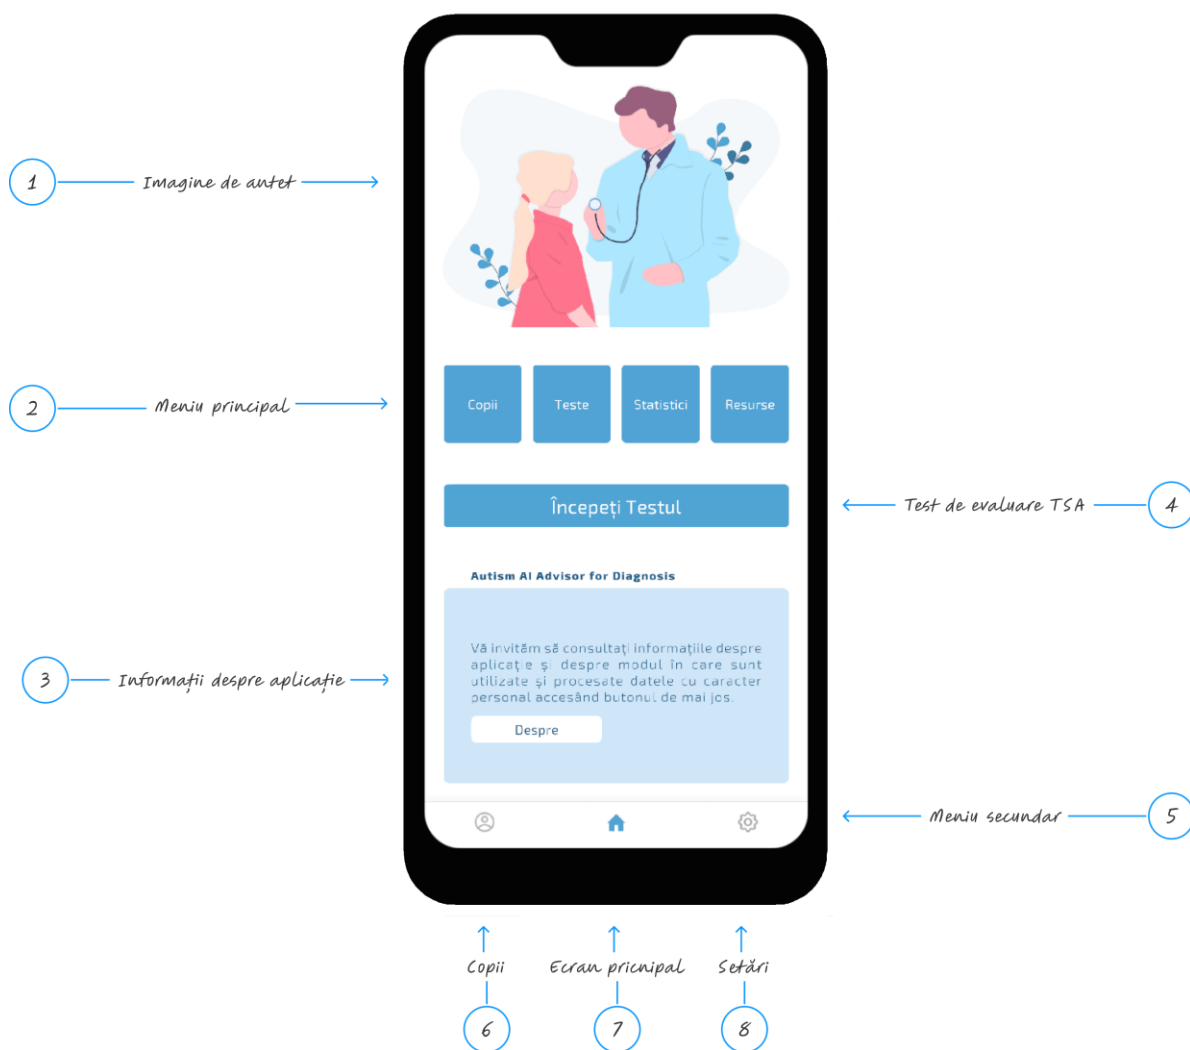 1 Imagine de antet
Copii Teste Statistici Resurse
2 Meniu principal
Începeți Testul
Test de evaluare TSA 4
Autism AI Advisor for Diagnosis
Vă invităm să consultați informațiile despre
aplicație și despre modul în care sunt
utilizate și procesate datele cu caracter
personal accesând butonul de mai jos.
3 Informații despre aplicație
Despre
Meniu secundar 5
Copii Ecran pricnipal Setări
6 7 8